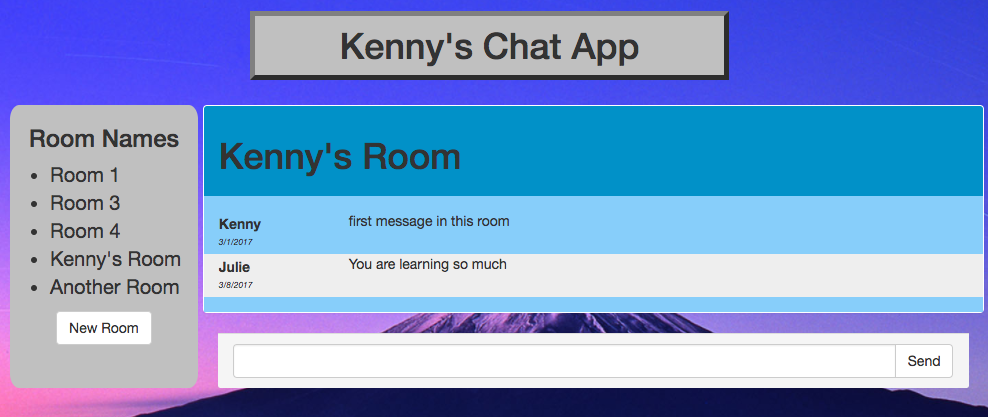 Kenny's Chat App
Room Names
Room 1
Room 3
Room 4
Kenny's Room
Another Room
New Room
Kenny's Room
Kenny first message in this room
3/1/2017
Julie You are learning so much
3/8/2017
Send